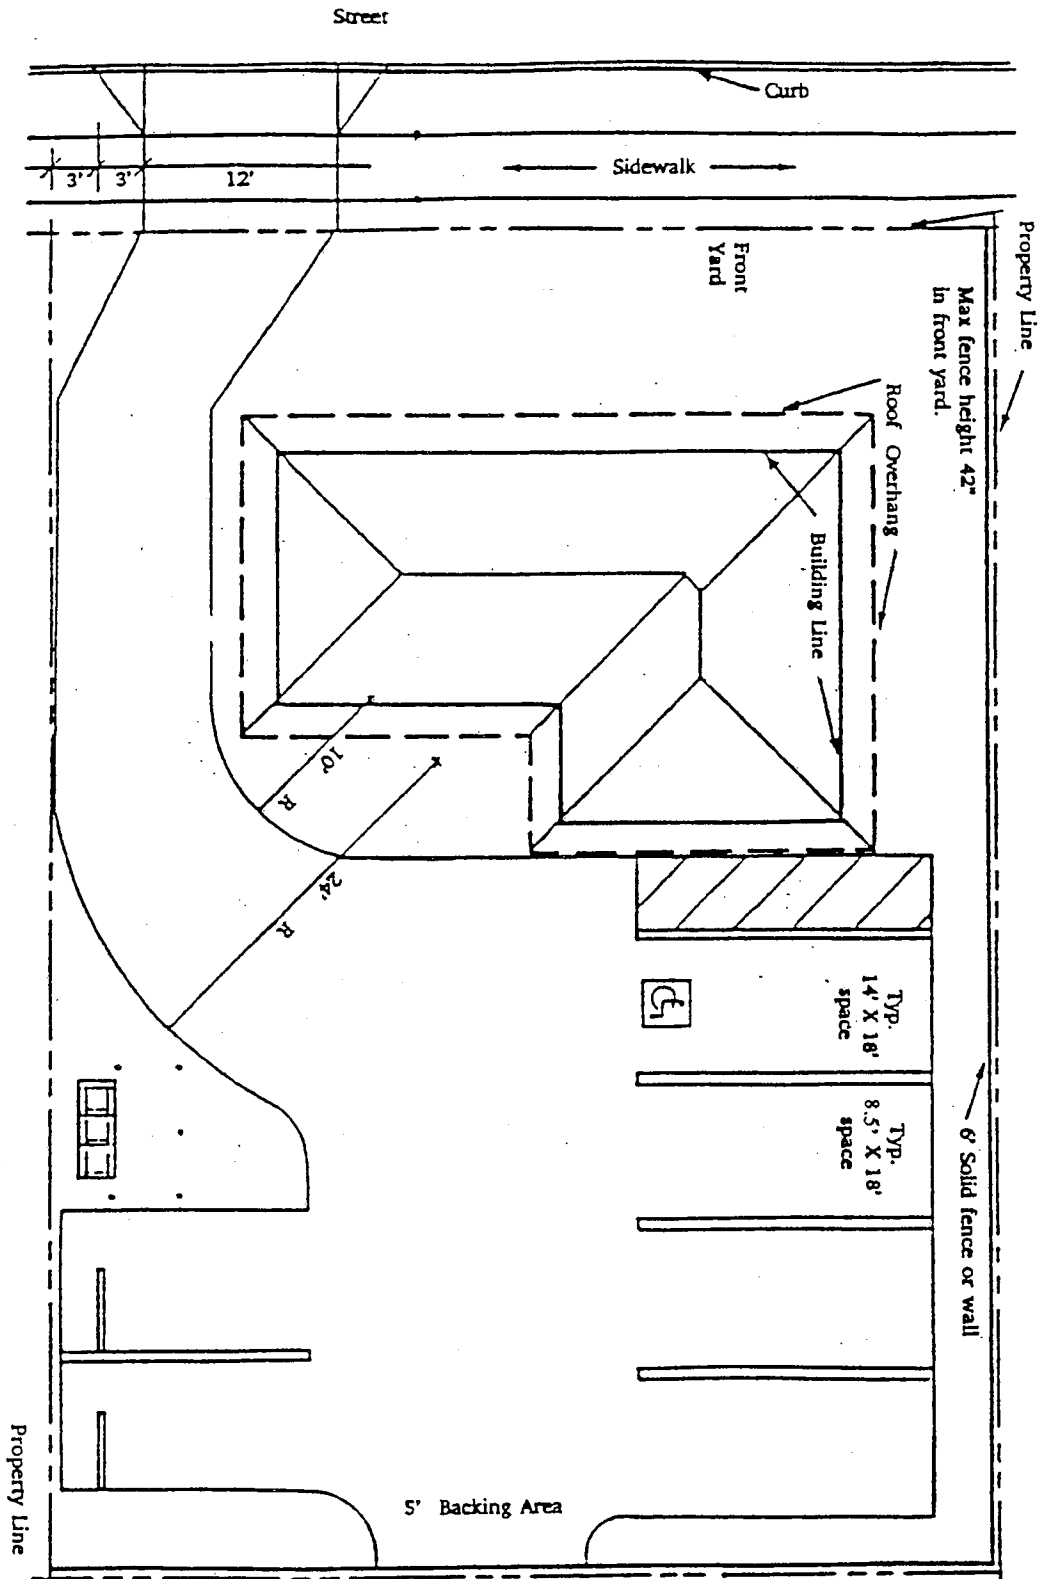 Street
Curb
3'
3'
12'
Sidewalk
Property Line
Front
Yard
Max fence height 42"
in front yard.
Roof Overhang
Building Line
10'
R
24'
R
Typ.
14' X 18'
space
Typ.
8.5' X 18'
space
6' Solid fence or wall
5' Backing Area
Property Line